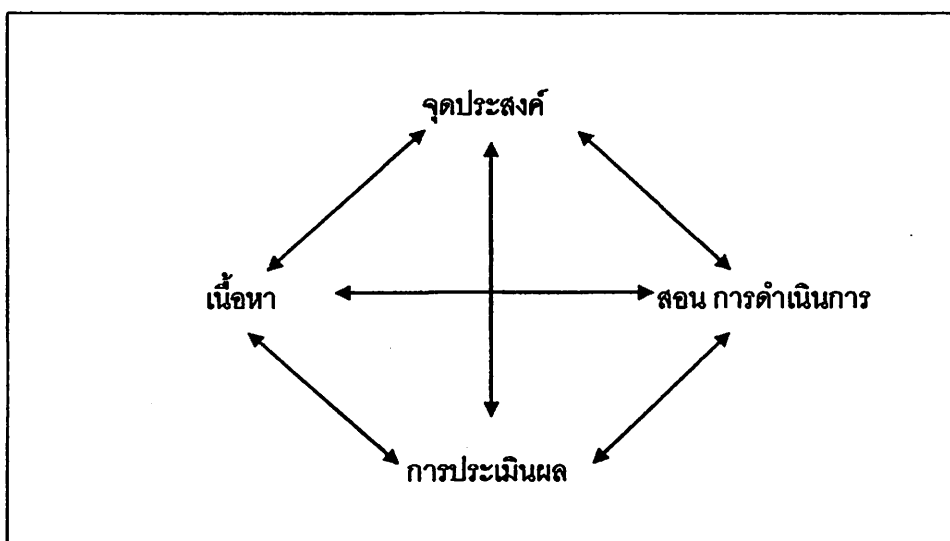 จุดประสงค์
เนื้อหา
สอน การดำเนินการ
การประเมินผล